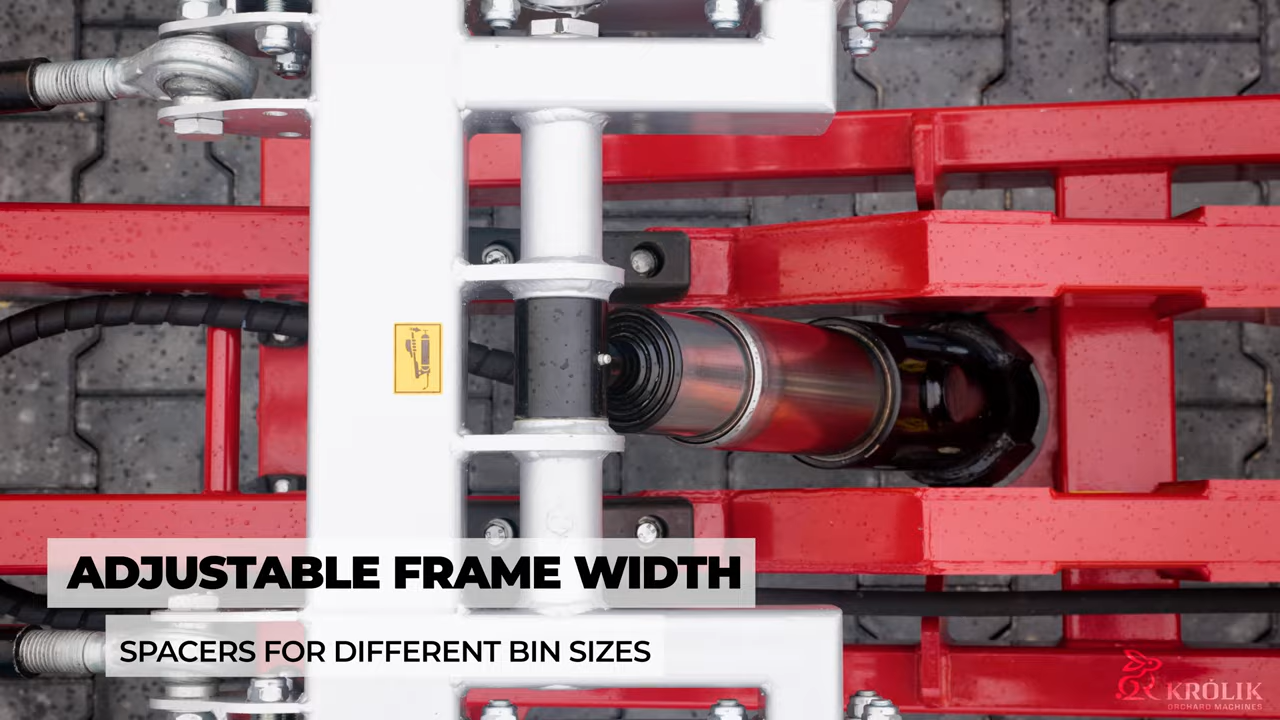 ADJUSTABLE FRAME WIDTH
SPACERS FOR DIFFERENT BIN SIZES
KRÓLIK
ORCHARD MACHINES